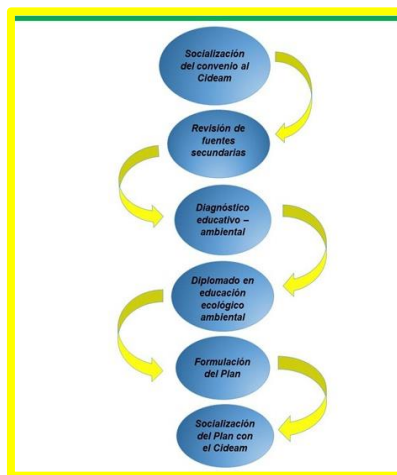 Socialización
del convenio al
Cideam
Revisión de
fuentes
secundarias
Diagnóstico
educativo –
ambiental
Diplomado en
educación
ecológico
ambiental
Formulación
del Plan
Socialización
del Plan con
el Cideam